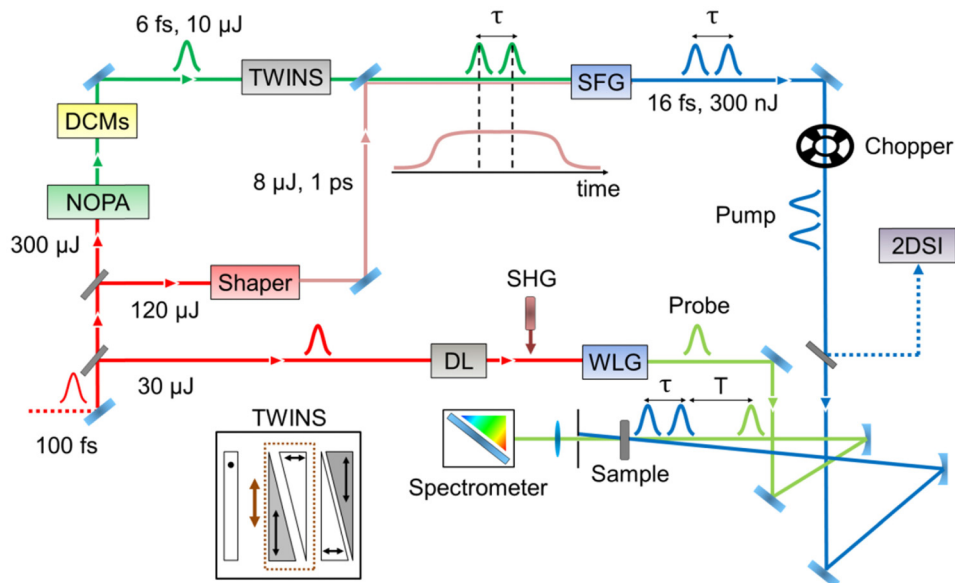 6 fs, 10 µJ
τ
τ
TWINS
SFG
16 fs, 300 nJ
DCMs
Chopper
time
8 µJ, 1 ps
NOPA
Pump
300 µJ
2DSI
Shaper
SHG
120 µJ
Probe
DL
WLG
30 µJ
τ
T
100 fs
TWINS
Spectrometer
Sample